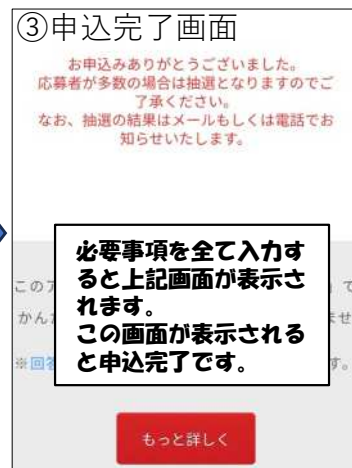 ③申込完了画面
お申込みありがとうございました。
応募者が多数の場合は抽選となりますのでご
了承ください。
なお、抽選の結果はメールもしくは電話でお
知らせいたします。
必要事項を全て入力す
ると上記画面が表示さ
れます。
この画面が表示される
と申込完了です。
このア
で
かんた
ませ
※回答
す。
もっと詳しく